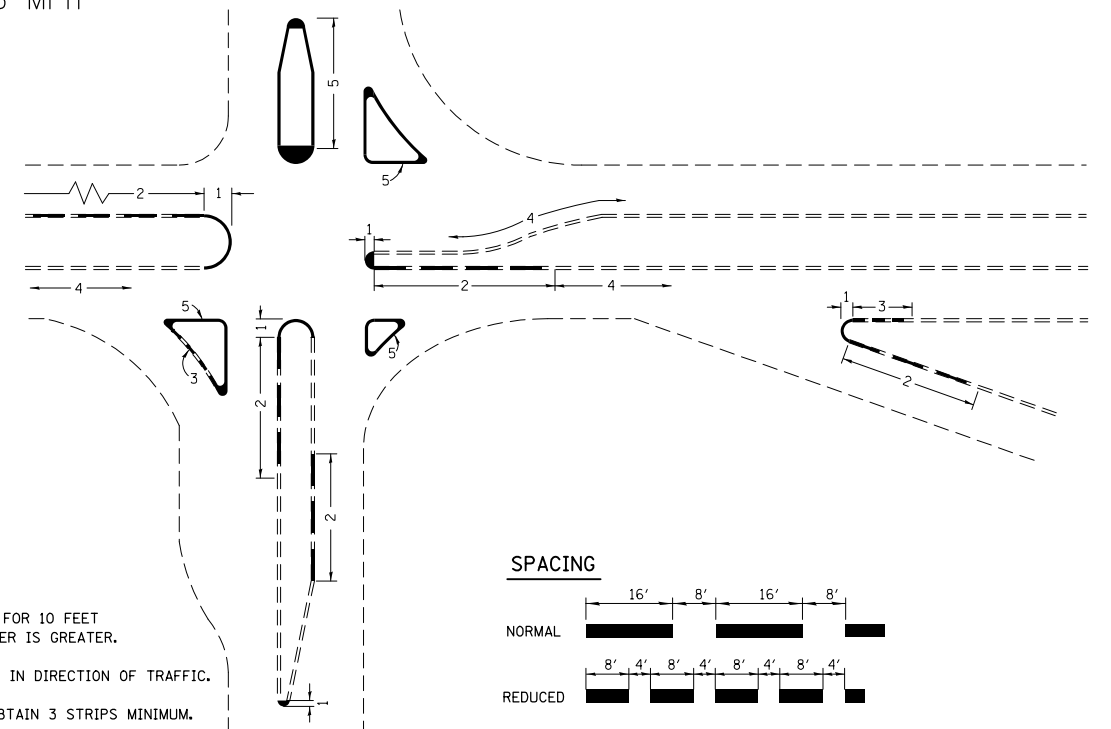 5
5
2
1
4
1
2
4
4
5
3
1
2
2
1
5
1
3
2
SPACING
16' 8' 16' 8'
NORMAL
8' 4' 8' 4' 8' 4' 8' 4'
REDUCED
FOR 10 FEET
ER IS GREATER.
IN DIRECTION OF TRAFFIC.
BTAIN 3 STRIPS MINIMUM.